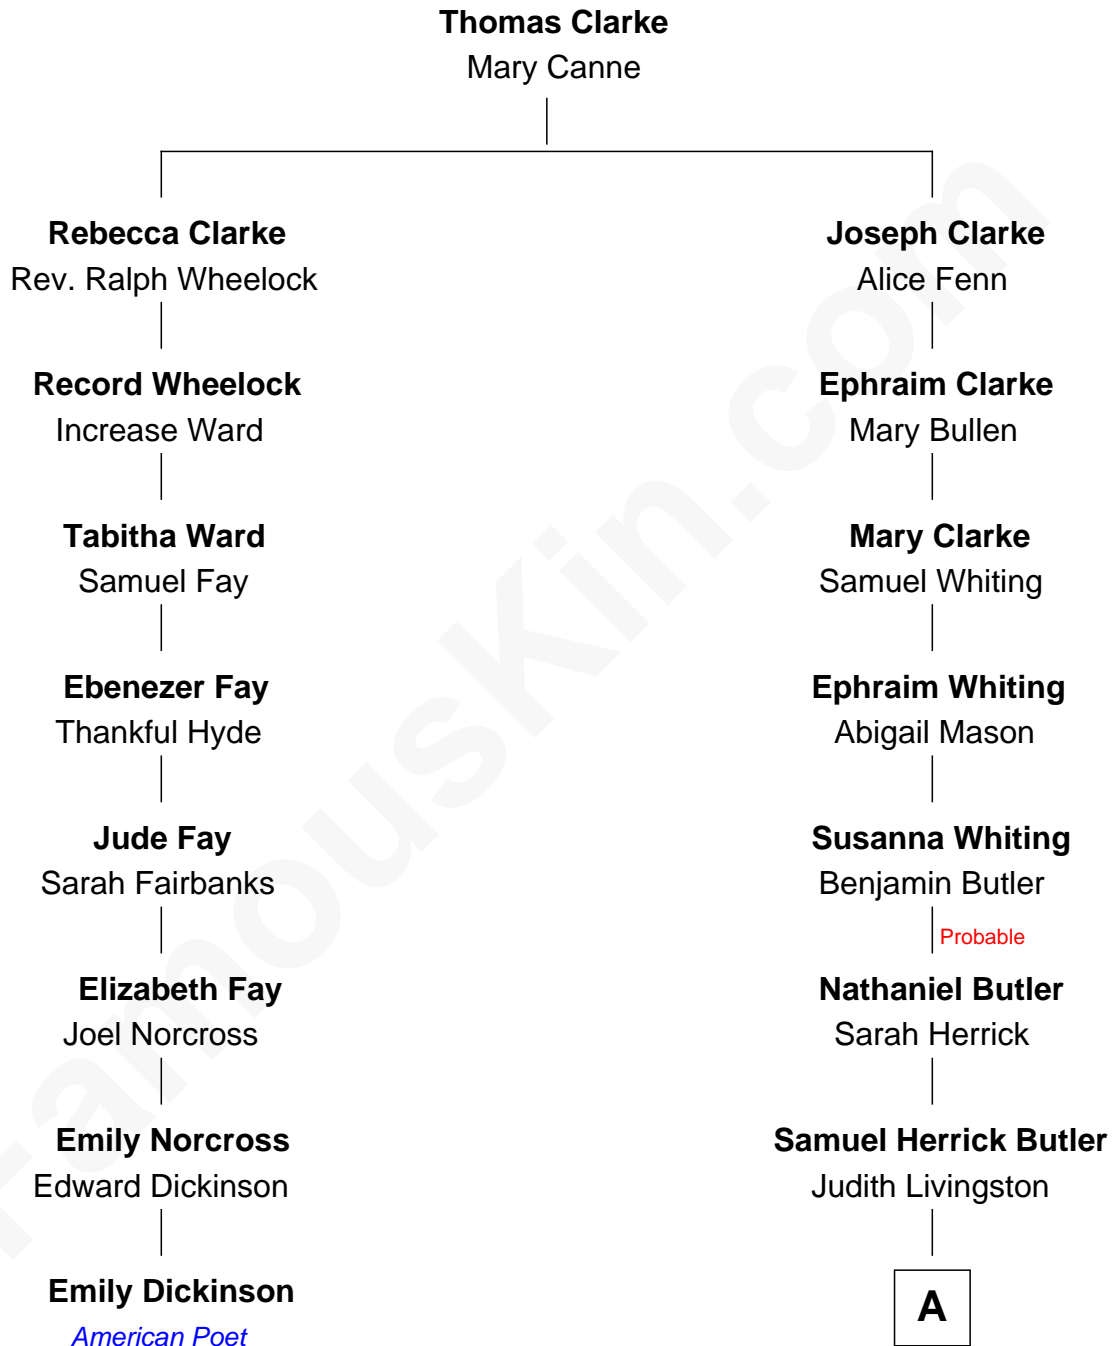 Thomas Clarke
Mary Canne
Rebecca Clarke
Rev. Ralph Wheelock
Joseph Clarke
Alice Fenn
Record Wheelock
Increase Ward
Ephraim Clarke
Mary Bullen
Tabitha Ward
Samuel Fay
Mary Clarke
Samuel Whiting
Ebenezer Fay
Thankful Hyde
Ephraim Whiting
Abigail Mason
Jude Fay
Sarah Fairbanks
Susanna Whiting
Benjamin Butler
Probable
Elizabeth Fay
Joel Norcross
Nathaniel Butler
Sarah Herrick
Emily Norcross
Edward Dickinson
Samuel Herrick Butler
Judith Livingston
Emily Dickinson
American Poet
A
FamousKin.com